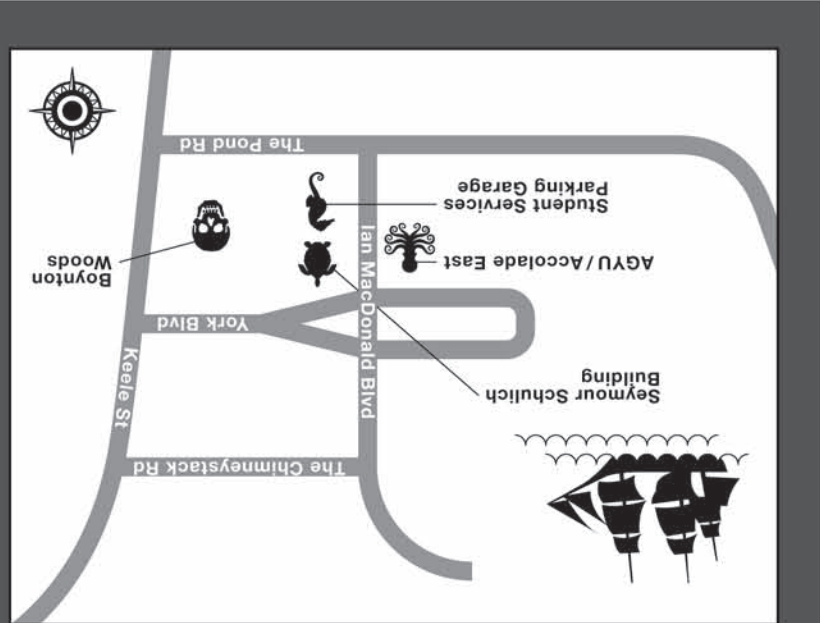 Seymour Schulich
Building
AGYU/Accolade East
Student Services
Parking Garage
Boynton
Woods
The Chimneystack Rd
York Blvd
The Pond Rd
Ian MacDonald Blvd
Keele St